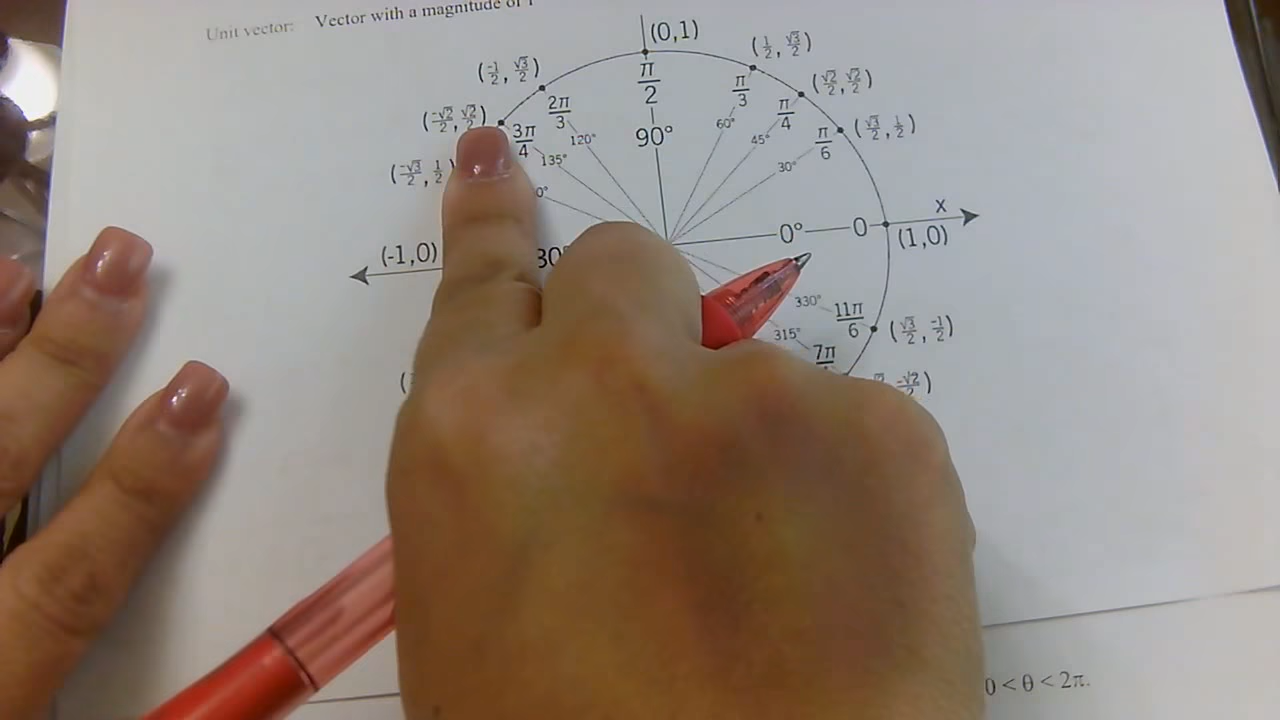 Unit vector: Vector with a magnitude of 1
(0,1)
(1/2, √3/2)
(-1/2, √3/2)
(√2/2, √2/2)
(-√2/2, √2/2)
(√3/2, 1/2)
(-√3/2, 1/2
π/2
π/3
2π/3
π/4
3π/4
π/6
90°
60°
120°
45°
135°
30°
0°
x
0° 0
(1,0)
(-1,0)
30
330°
11π/6
(√3/2, -1/2)
315°
7π
-√2/2)
(
0 < θ < 2π.